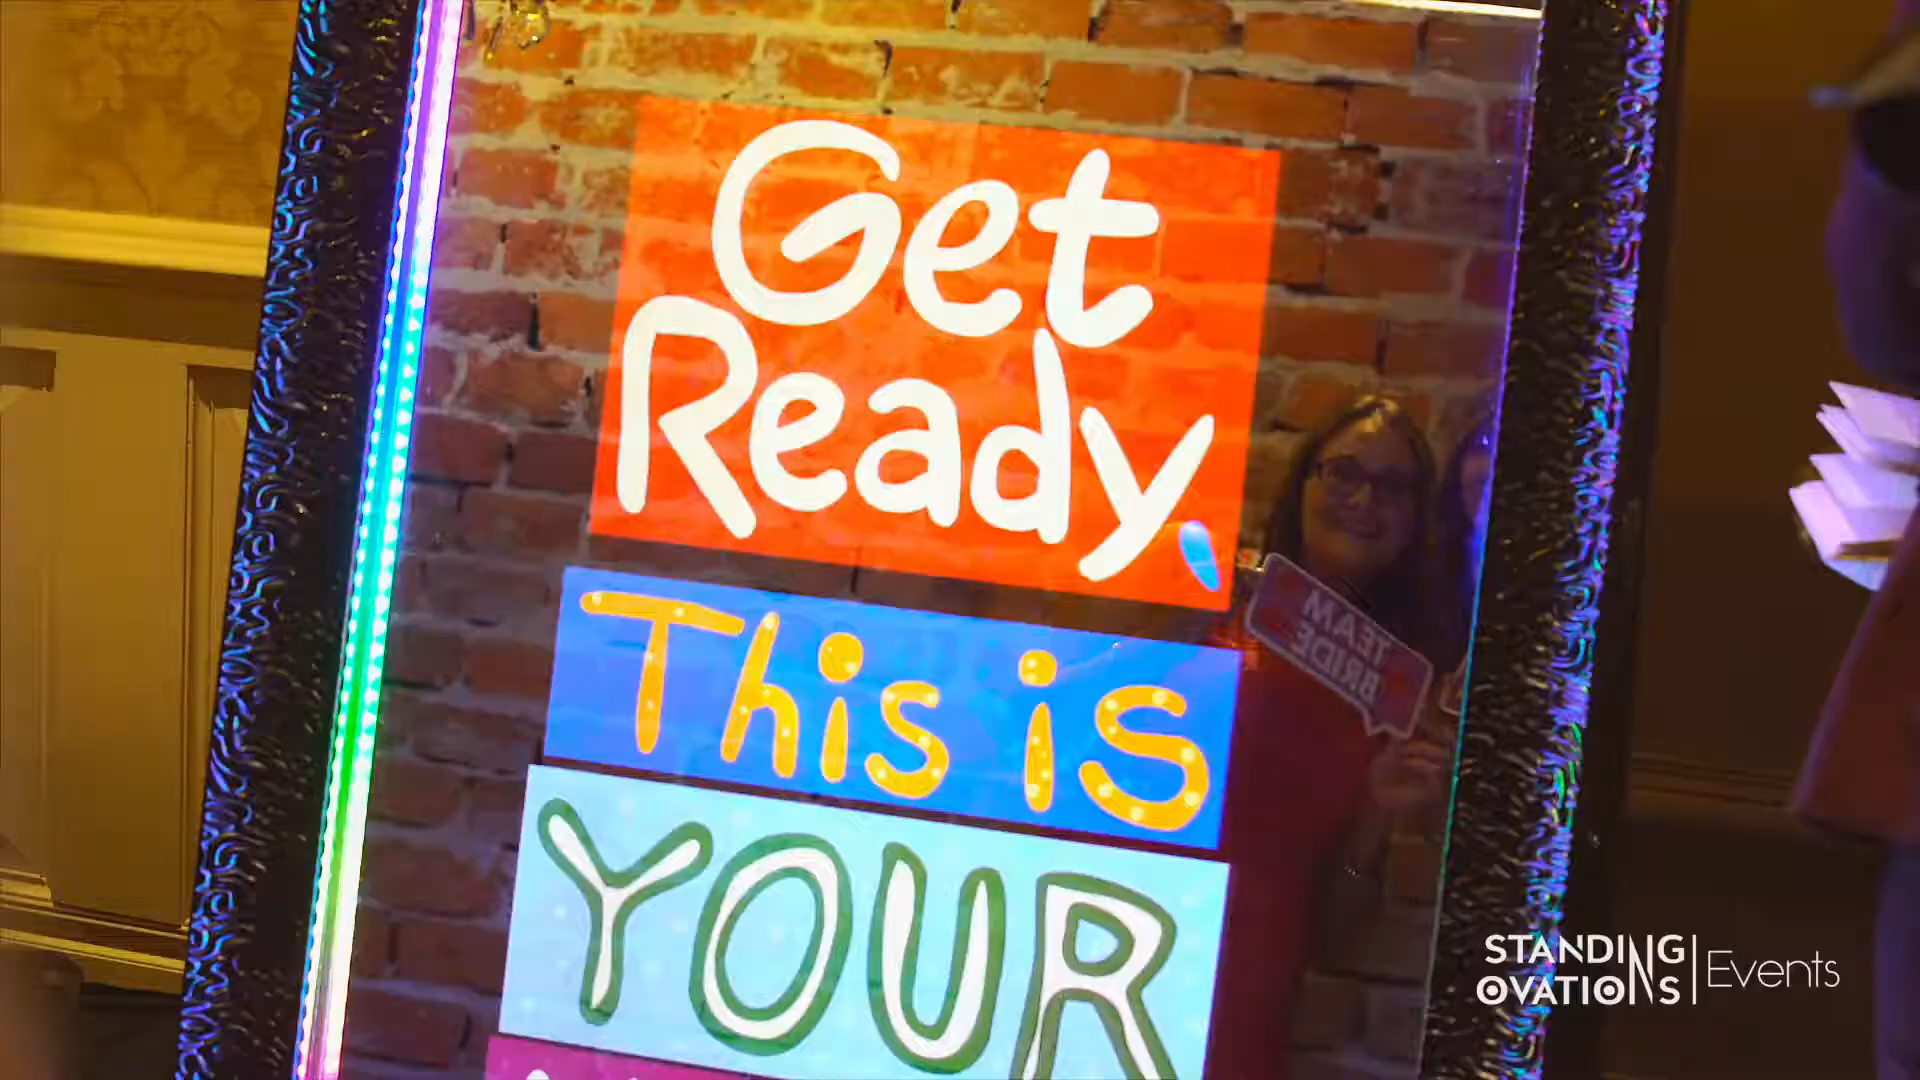 Get
Ready,
This is
YOUR
TEAM
BRIDE
STANDING
OVATIONS
Events